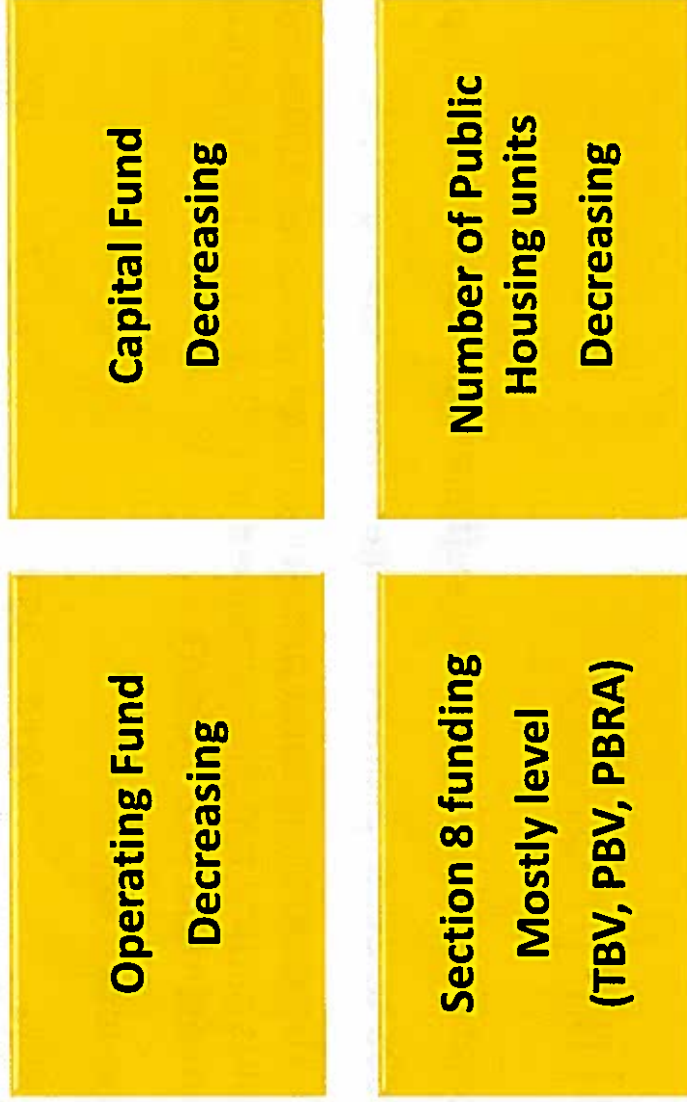 Operating Fund
Decreasing
Capital Fund
Decreasing
Section 8 funding
Mostly level
(TBV, PBV, PBRA)
Number of Public
Housing units
Decreasing